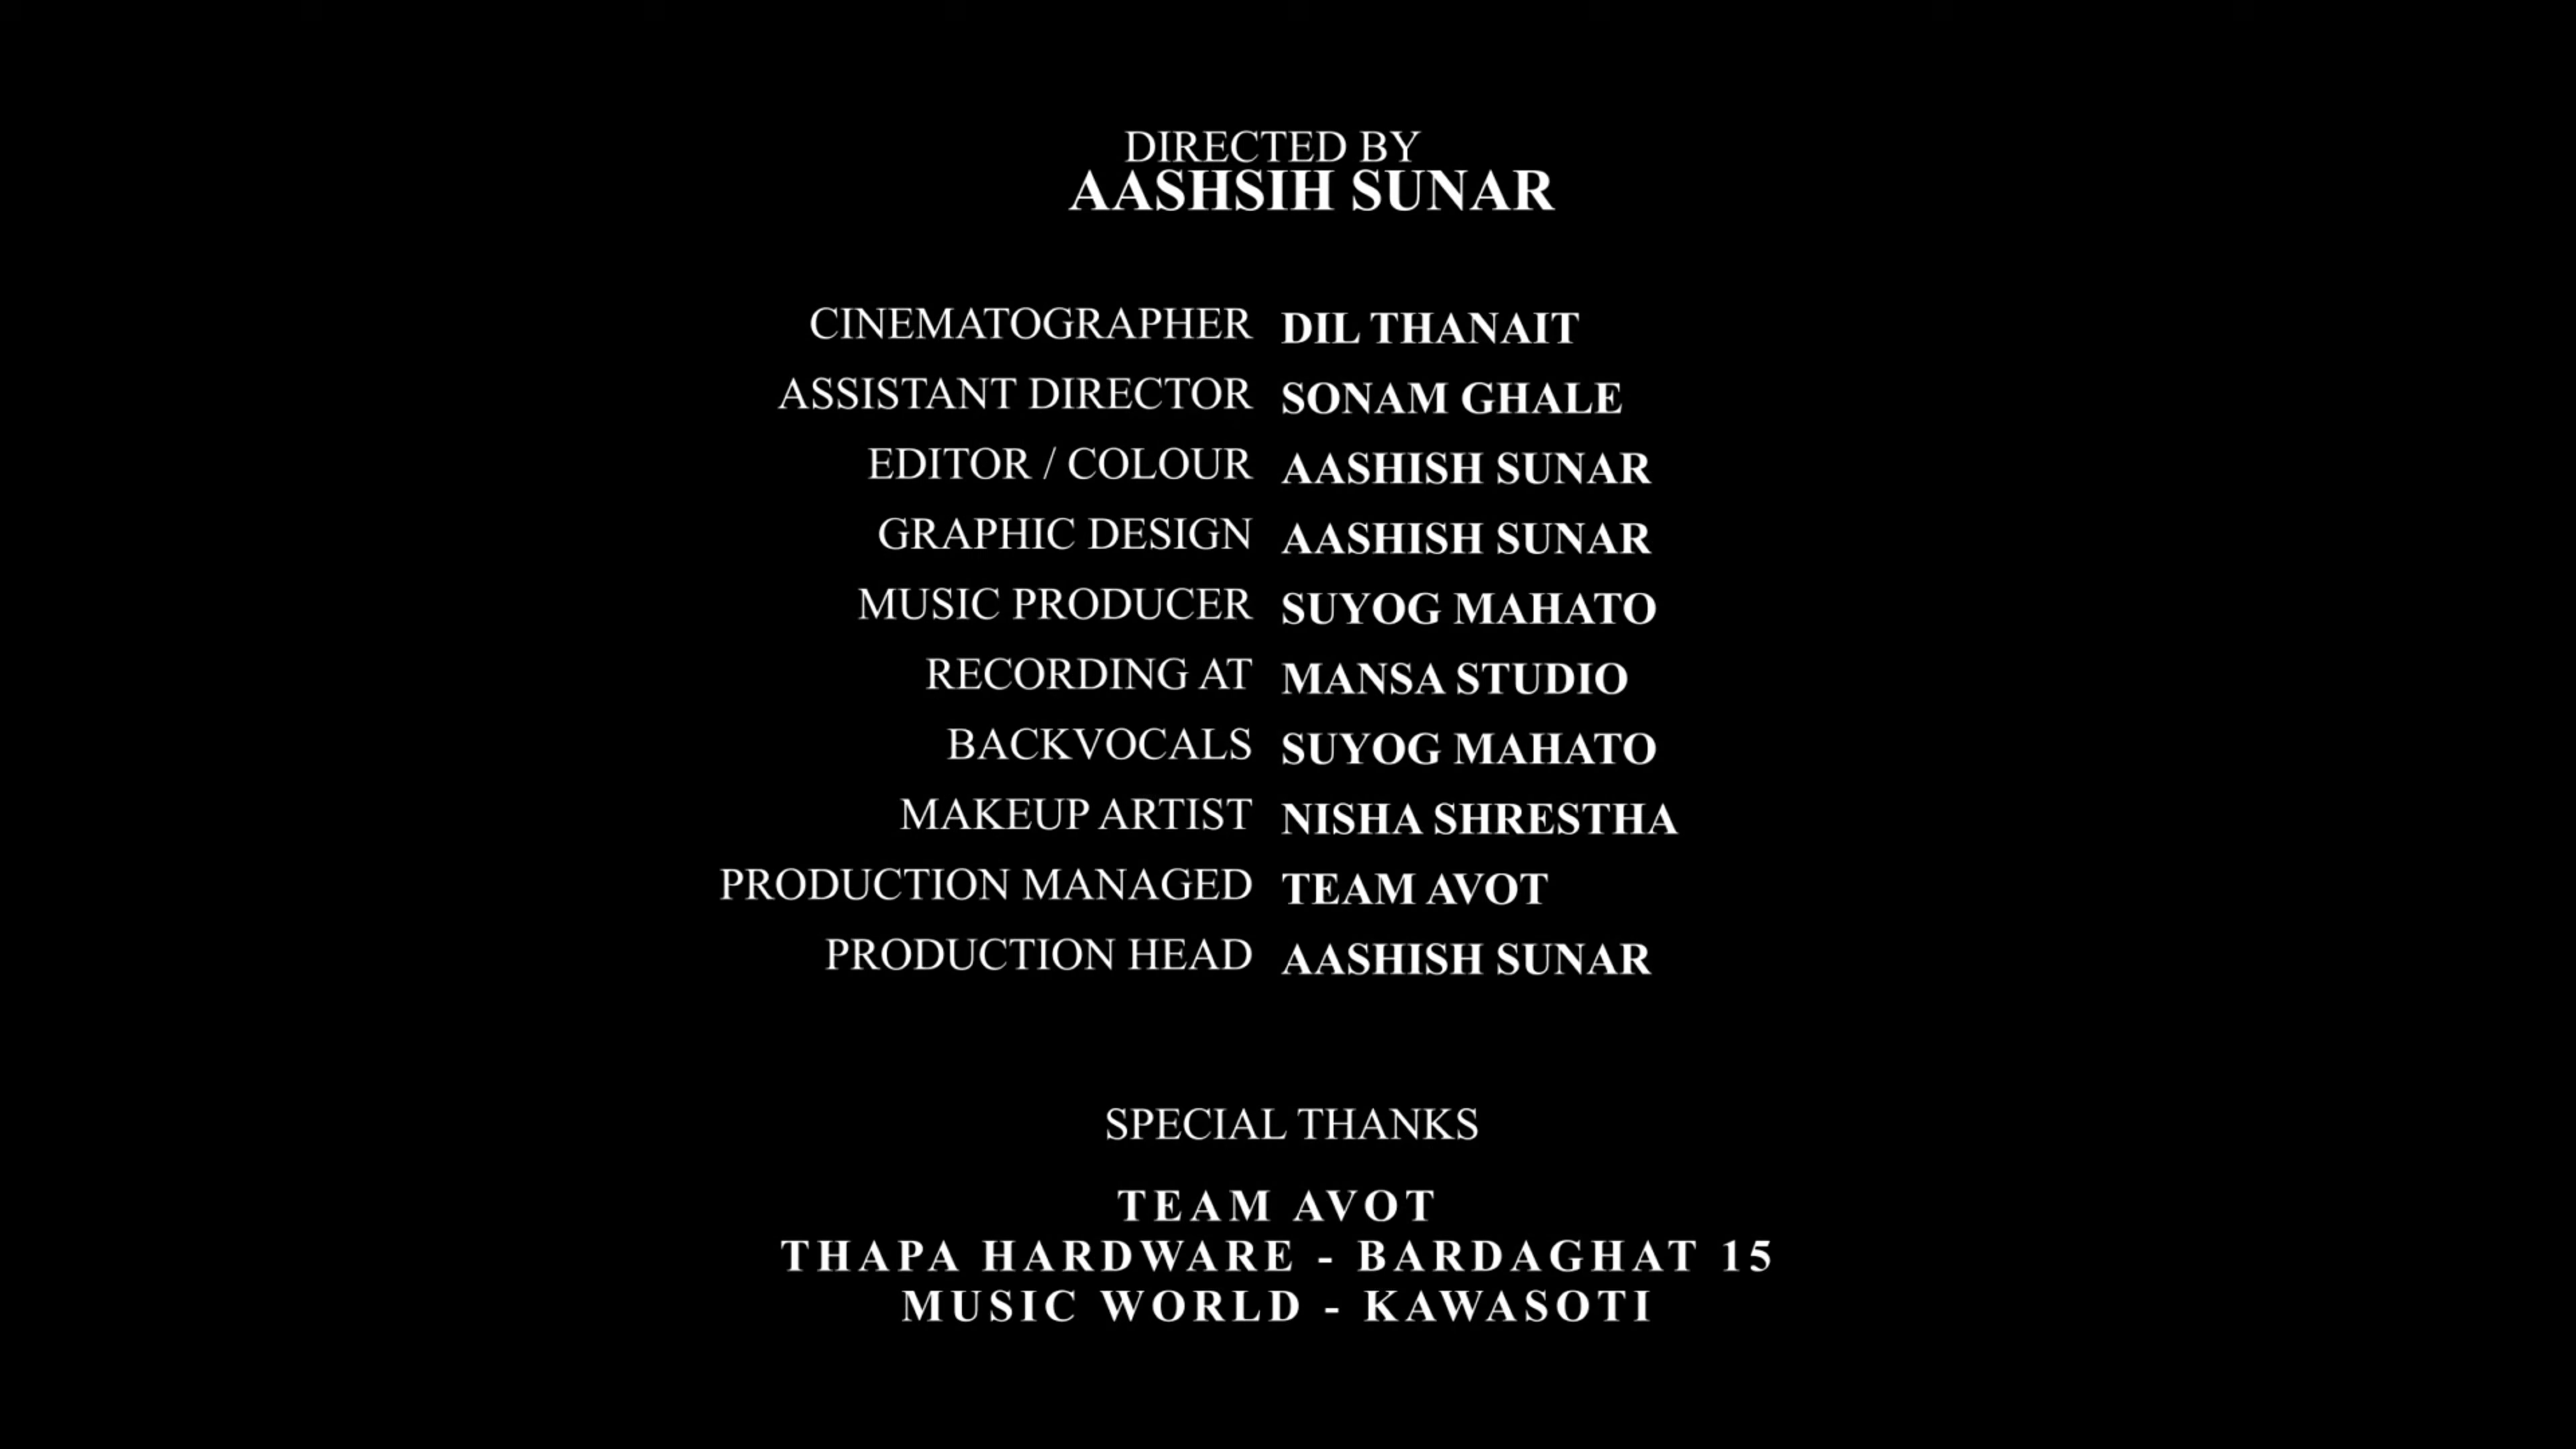 DIRECTED BY
AASHSIH SUNAR
CINEMATOGRAPHER DIL THANAIT
ASSISTANT DIRECTOR SONAM GHALE
EDITOR / COLOUR AASHISH SUNAR
GRAPHIC DESIGN AASHISH SUNAR
MUSIC PRODUCER SUYOG MAHATO
RECORDING AT MANSA STUDIO
BACKVOCALS SUYOG MAHATO
MAKEUP ARTIST NISHA SHRESTHA
PRODUCTION MANAGED TEAM AVOT
PRODUCTION HEAD AASHISH SUNAR
SPECIAL THANKS
TEAM AVOT
THAPA HARDWARE - BARDAGHAT 15
MUSIC WORLD - KAWASOTI